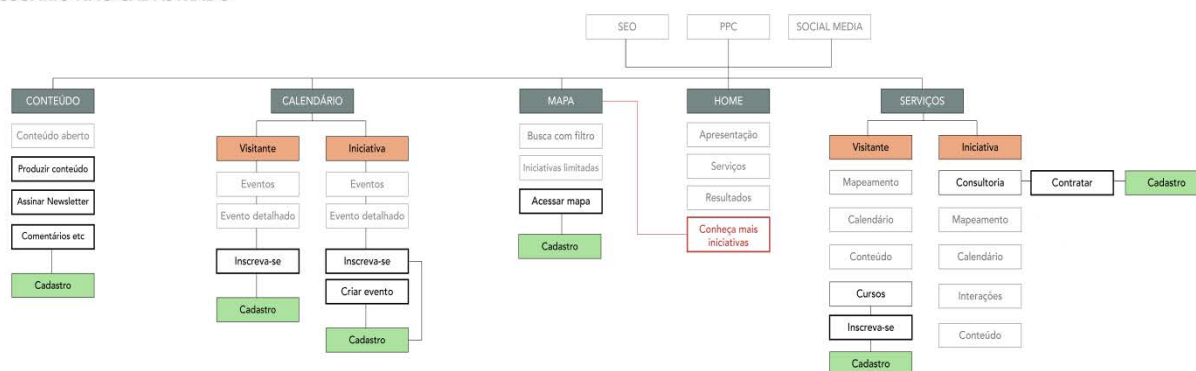 SEO
PPC
SOCIAL MEDIA
CONTEÚDO
Conteúdo aberto
Produzir conteúdo
Assinar Newsletter
Comentários etc
Cadastro
CALENDÁRIO
Visitante
Eventos
Evento detalhado
Inscreva-se
Cadastro
Iniciativa
Eventos
Evento detalhado
Inscreva-se
Criar evento
Cadastro
MAPA
Busca com filtro
Iniciativas limitadas
Acessar mapa
Cadastro
HOME
Apresentação
Serviços
Resultados
Conheça mais
iniciativas
SERVIÇOS
Visitante
Mapeamento
Calendário
Conteúdo
Cursos
Inscreva-se
Cadastro
Iniciativa
Consultoria
Contratar
Cadastro
Mapeamento
Calendário
Interações
Conteúdo